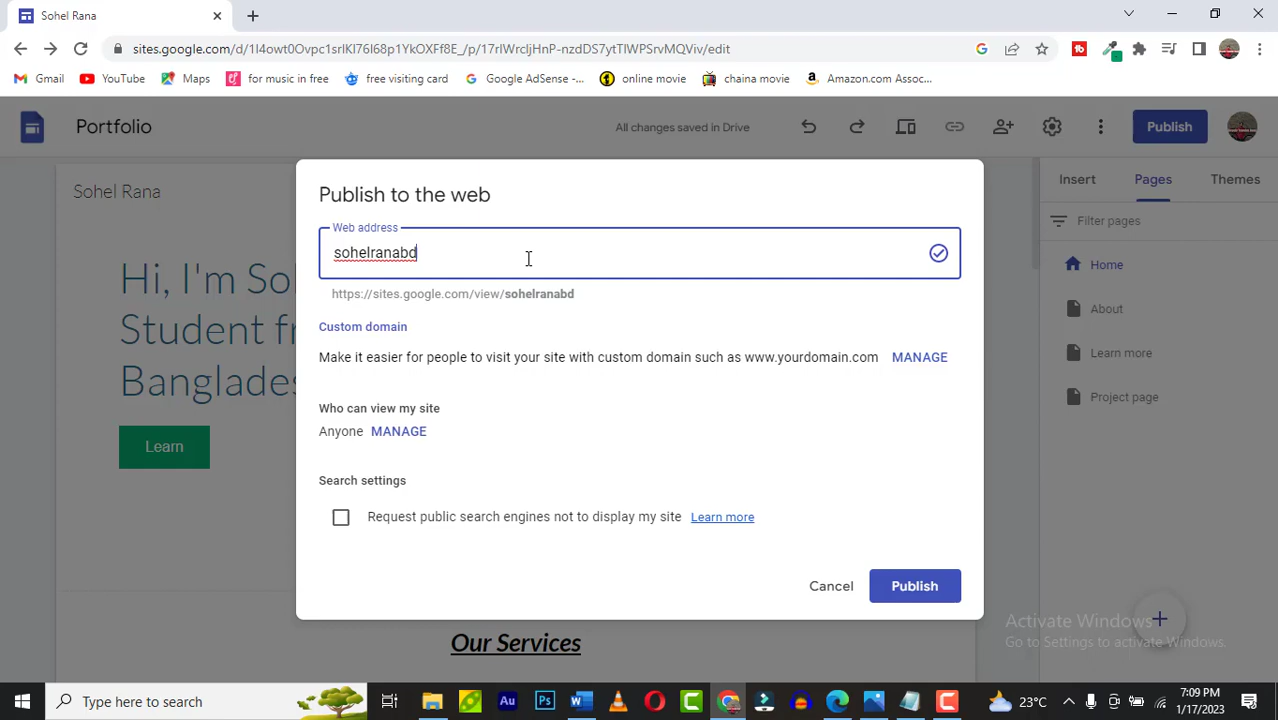 Sohel Rana
sites.google.com/d/1I4owt0Ovpc1srIKI76I68p1YkOXFf8E_/p/17rIWrcljHnP-nzdDS7ytTlWPSrvMQViv/edit
Gmail YouTube Maps for music in free free visiting card Google AdSense -... online movie chaina movie Amazon.com Assoc...
Portfolio All changes saved in Drive Publish
Sohel Rana
Insert Pages Themes
Filter pages
Home
About
Learn more
Project page
Hi, I'm So
Student fr
Banglades
Learn
Publish to the web
Web address
sohelranabd
https://sites.google.com/view/sohelranabd
Custom domain
Make it easier for people to visit your site with custom domain such as www.yourdomain.com MANAGE
Who can view my site
Anyone MANAGE
Search settings
Request public search engines not to display my site Learn more
Cancel Publish
Our Services
Activate Windows
Go to Settings to activate Windows.
Type here to search
Au Ps W C C
23°C
7:09 PM
1/17/2023